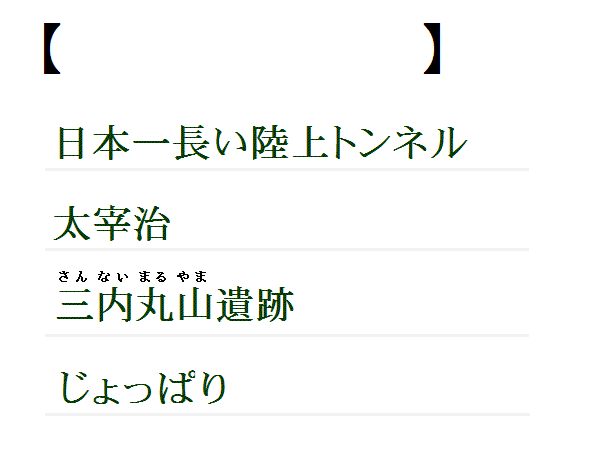 【　　　　　　　　　】
日本一長い陸上トンネル
太宰治
さん ない まる やま
三内丸山遺跡
じょっぱり